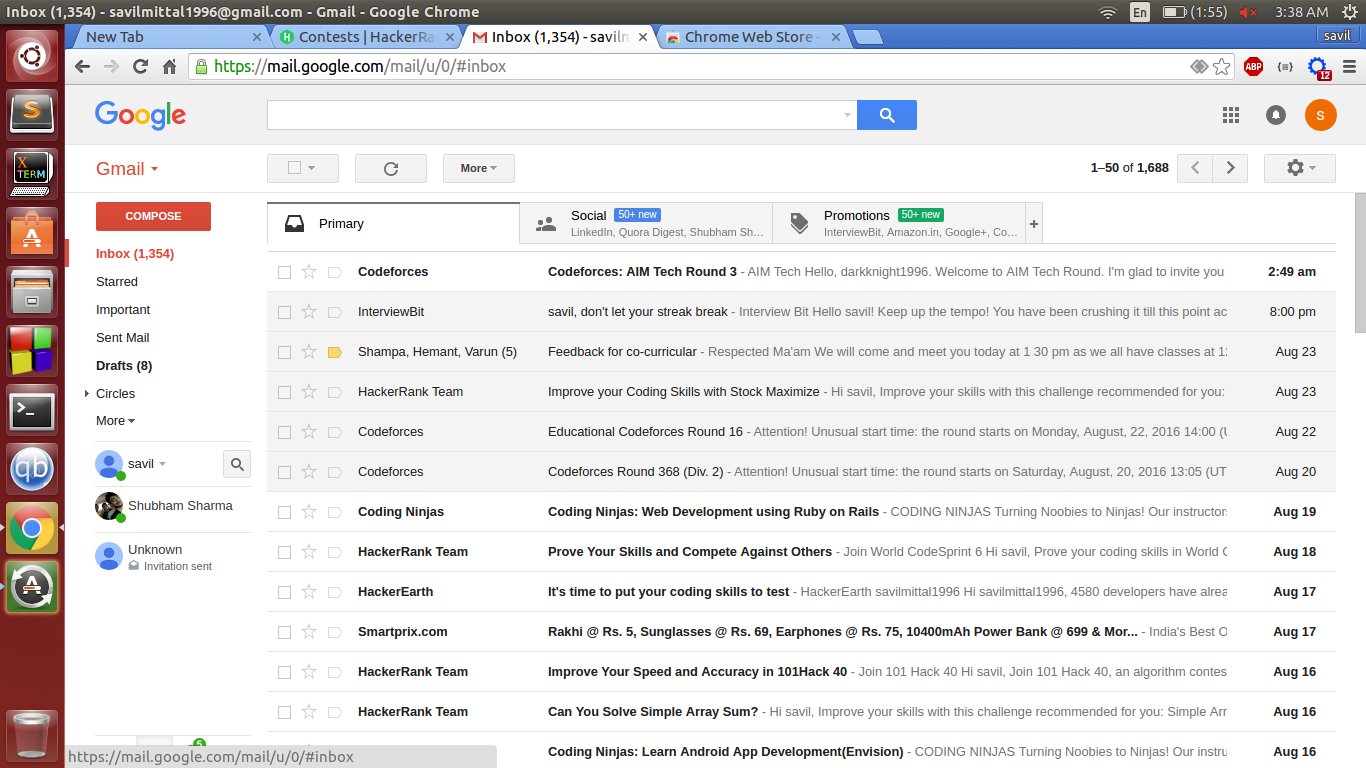 Inbox (1,354) - savilmittal1996@gmail.com - Gmail - Google Chrome
En (1:55) 3:38 AM
New Tab
Contests | HackerRa
Inbox (1,354) - saviln
Chrome Web Store -
savil
https://mail.google.com/mail/u/0/#inbox
ABP
12
Google
S
Gmail
More
1–50 of 1,688
COMPOSE
Inbox (1,354)
Starred
Important
Sent Mail
Drafts (8)
Circles
More
savil
Shubham Sharma
Unknown
Invitation sent
Primary
Social 50+ new
LinkedIn, Quora Digest, Shubham Sh…
Promotions 50+ new
InterviewBit, Amazon.in, Google+, Co…
+
Codeforces Codeforces: AIM Tech Round 3 - AIM Tech Hello, darkknight1996. Welcome to AIM Tech Round. I'm glad to invite you 2:49 am
InterviewBit savil, don't let your streak break - Interview Bit Hello savil! Keep up the tempo! You have been crushing it till this point ac 8:00 pm
Shampa, Hemant, Varun (5) Feedback for co-curricular - Respected Ma'am We will come and meet you today at 1 30 pm as we all have classes at 12 Aug 23
HackerRank Team Improve your Coding Skills with Stock Maximize - Hi savil, Improve your skills with this challenge recommended for you: Aug 23
Codeforces Educational Codeforces Round 16 - Attention! Unusual start time: the round starts on Monday, August, 22, 2016 14:00 (U Aug 22
Codeforces Codeforces Round 368 (Div. 2) - Attention! Unusual start time: the round starts on Saturday, August, 20, 2016 13:05 (UT Aug 20
Coding Ninjas Coding Ninjas: Web Development using Ruby on Rails - CODING NINJAS Turning Noobies to Ninjas! Our instructors Aug 19
HackerRank Team Prove Your Skills and Compete Against Others - Join World CodeSprint 6 Hi savil, Prove your coding skills in World C Aug 18
HackerEarth It's time to put your coding skills to test - HackerEarth savilmittal1996 Hi savilmittal1996, 4580 developers have alrea Aug 17
Smartprix.com Rakhi @ Rs. 5, Sunglasses @ Rs. 69, Earphones @ Rs. 75, 10400mAh Power Bank @ 699 & Mor... - India's Best O Aug 17
HackerRank Team Improve Your Speed and Accuracy in 101Hack 40 - Join 101 Hack 40 Hi savil, Join 101 Hack 40, an algorithm contes Aug 16
HackerRank Team Can You Solve Simple Array Sum? - Hi savil, Improve your skills with this challenge recommended for you: Simple Arr Aug 16
Coding Ninjas: Learn Android App Development(Envision) - CODING NINJAS Turning Noobies to Ninjas! Our instru Aug 16
https://mail.google.com/mail/u/0/#inbox
S
X
TERM
A
>_
qb
A
5